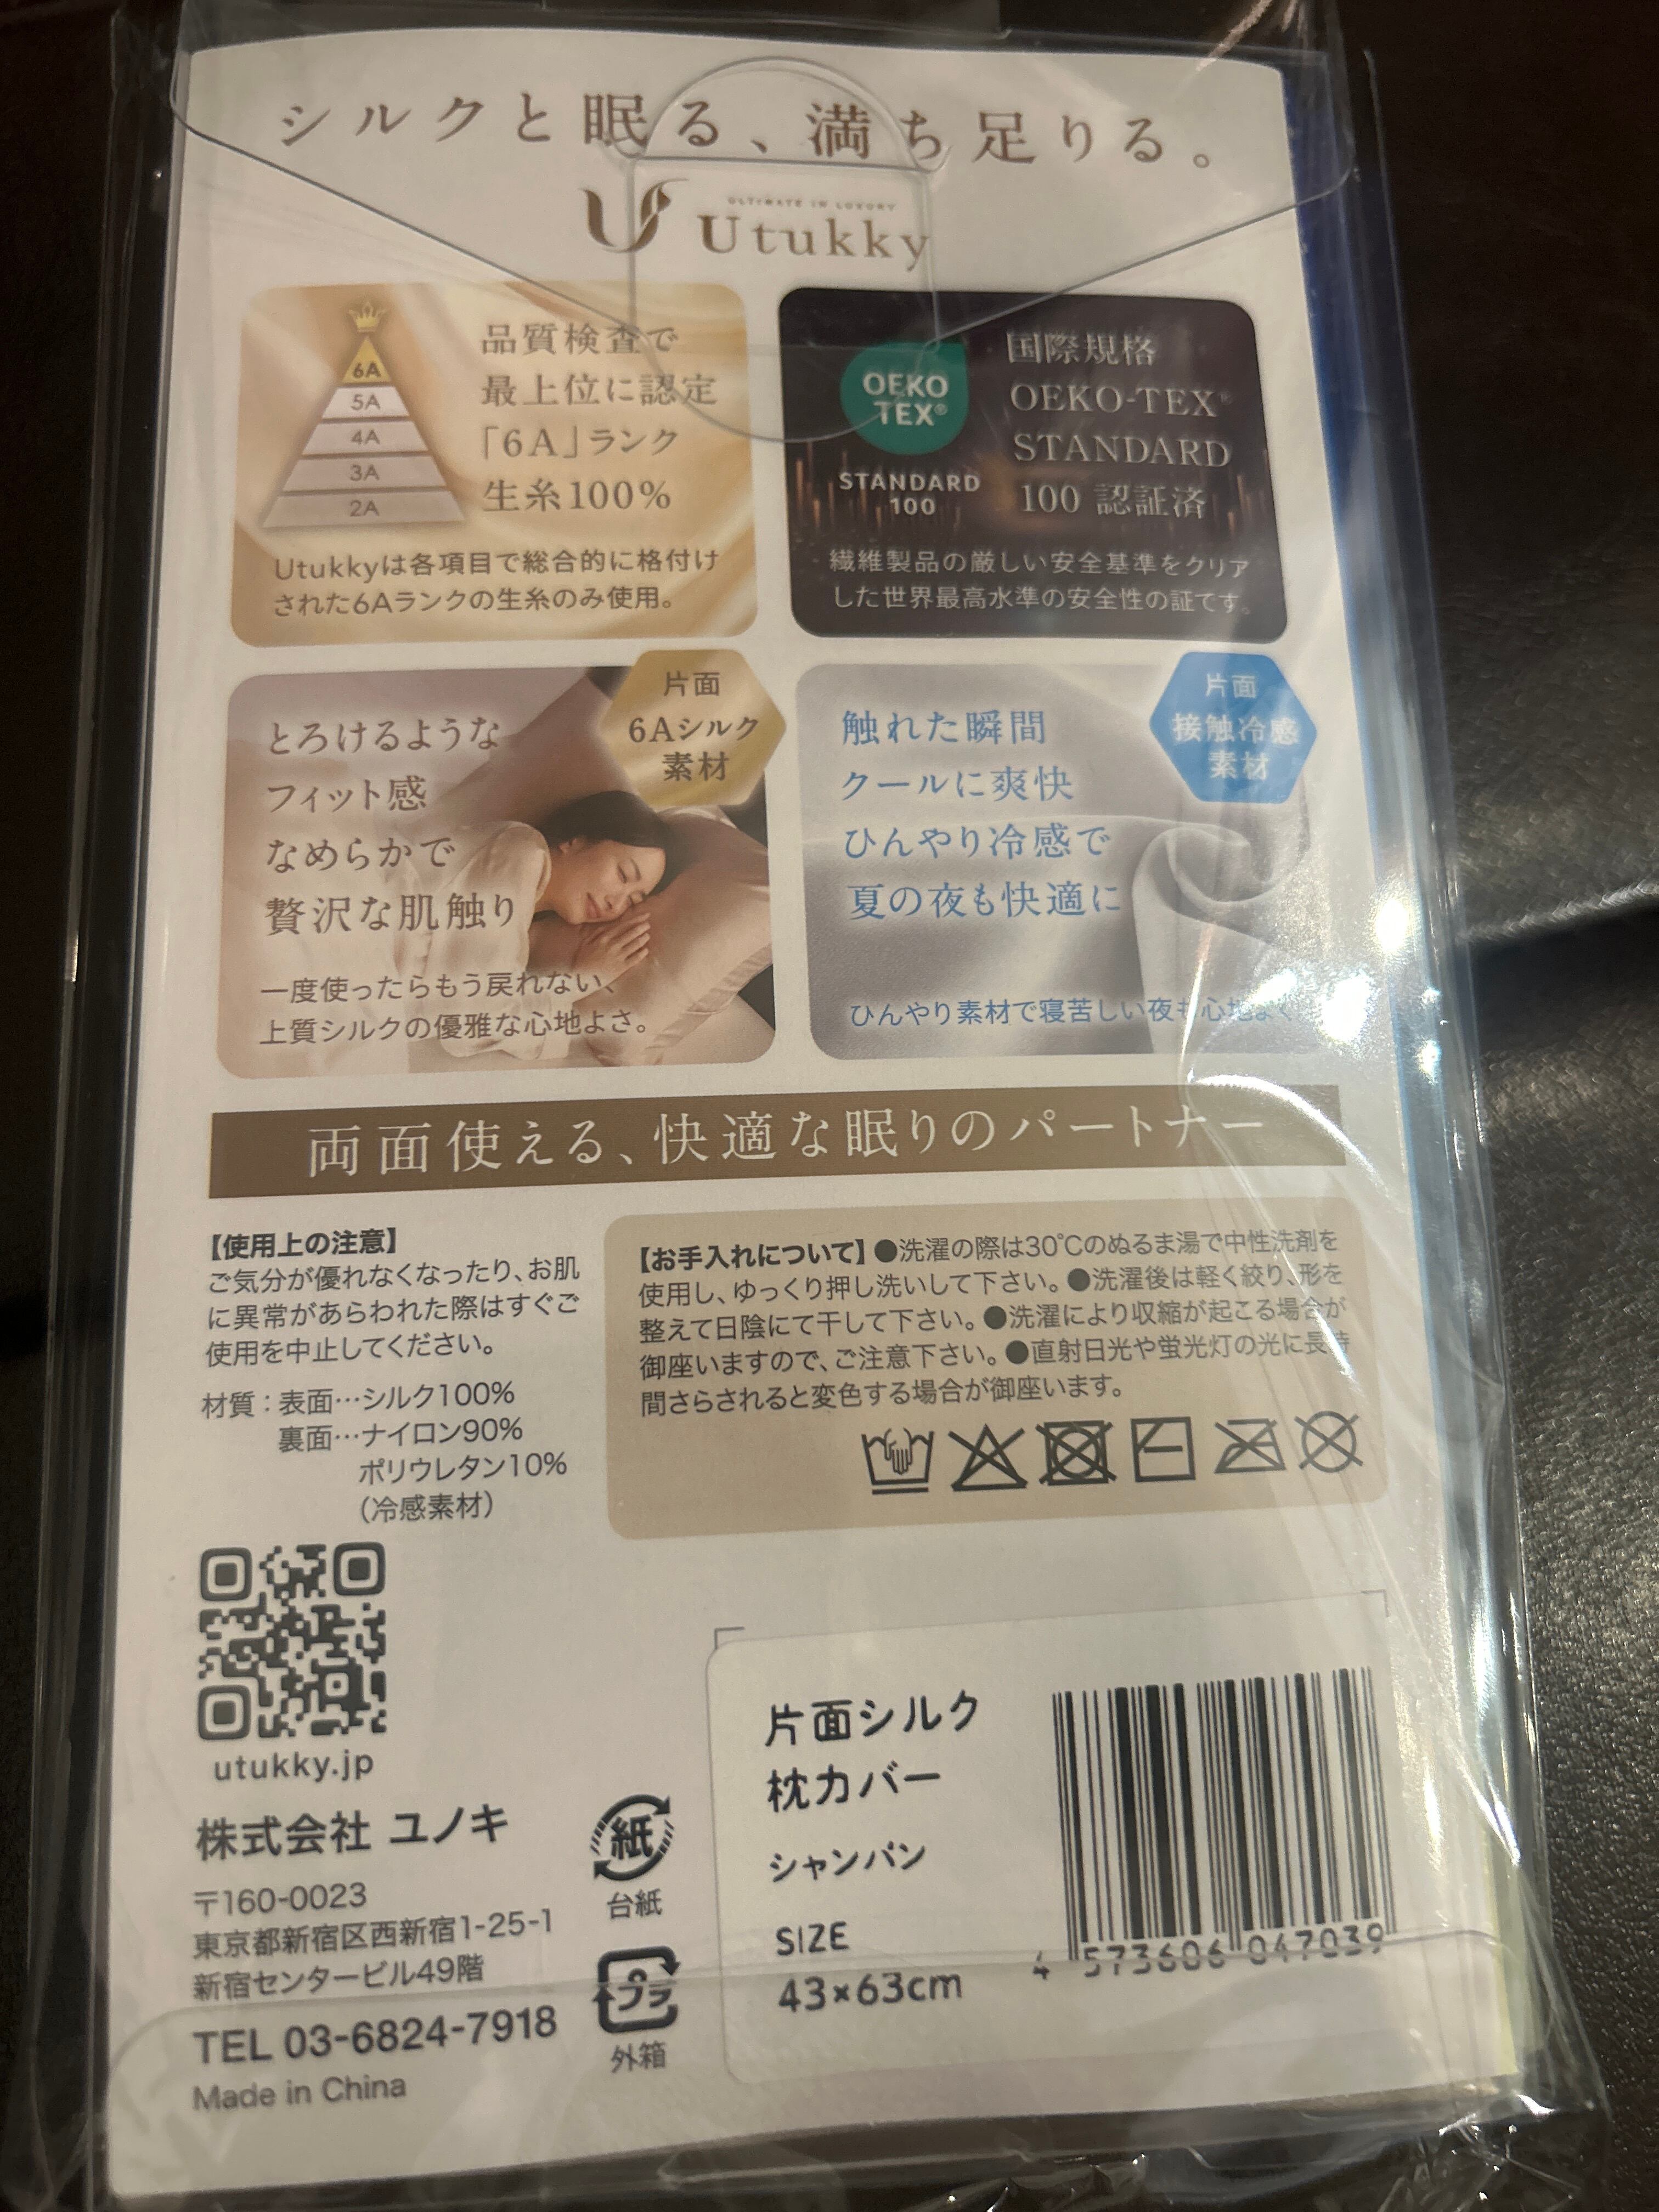 シルクと眠る、満ち足りる。
ULTIMATE IN LUXURY
Utukky
6A
5A
4A
3A
2A
品質検査で
最上位に認定
「6A」ランク
生糸100%
Utukkyは各項目で総合的に格付け
された6Aランクの生糸のみ使用。
OEKO
TEX®
STANDARD
100
国際規格
OEKO-TEX®
STANDARD
100 認証済
繊維製品の厳しい安全基準をクリア
した世界最高水準の安全性の証です。
片面
6Aシルク
素材
とろけるような
フィット感
なめらかで
贅沢な肌触り
一度使ったらもう戻れない、
上質シルクの優雅な心地よさ。
片面
接触冷感
素材
触れた瞬間
クールに爽快
ひんやり冷感で
夏の夜も快適に
ひんやり素材で寝苦しい夜も心地よく
両面使える、快適な眠りのパートナー
【使用上の注意】
ご気分が優れなくなったり、お肌
に異常があらわれた際はすぐご
使用を中止してください。
材質：表面…シルク100%
裏面…ナイロン90%
ポリウレタン10%
（冷感素材）
【お手入れについて】●洗濯の際は30℃のぬるま湯で中性洗剤を
使用し、ゆっくり押し洗いして下さい。●洗濯後は軽く絞り、形を
整えて日陰にて干して下さい。●洗濯により収縮が起こる場合が
御座いますので、ご注意下さい。●直射日光や蛍光灯の光に長時
間さらされると変色する場合が御座います。
utukky.jp
株式会社 ユノキ
〒160-0023
東京都新宿区西新宿1-25-1
新宿センタービル49階
TEL 03-6824-7918
Made in China
紙
台紙
プラ
外箱
片面シルク
枕カバー
シャンパン
SIZE
43×63cm
4 573606 047039